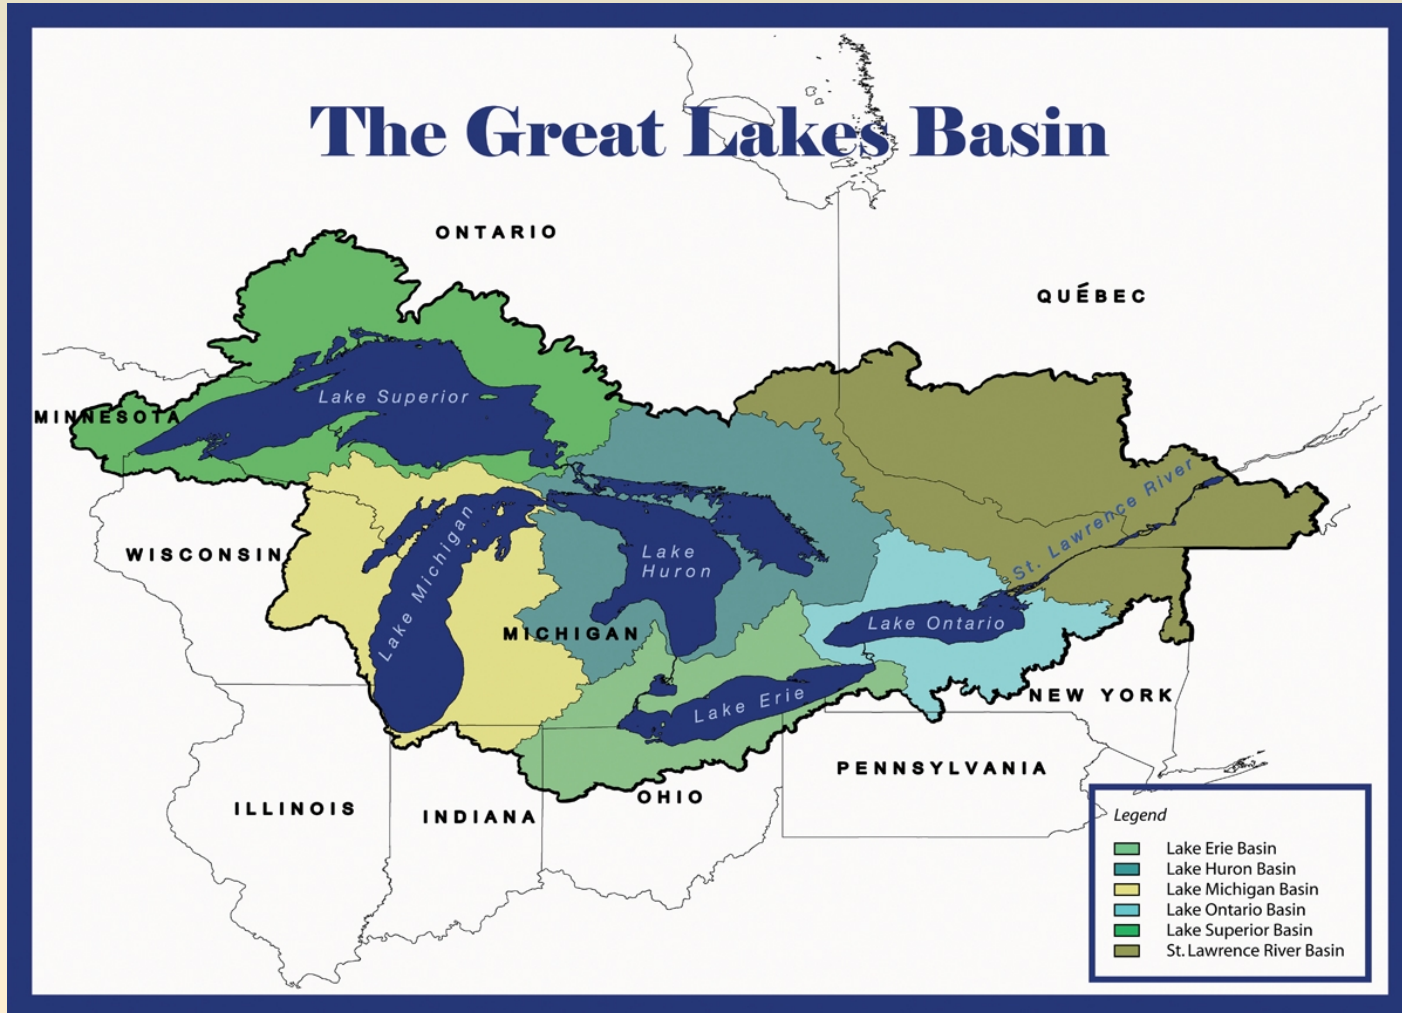 The Great Lakes Basin
ONTARIO
QUÉBEC
Lake Superior
MINNESOTA
St. Lawrence River
Lake Michigan
WISCONSIN
Lake
Huron
Lake Ontario
MICHIGAN
NEW YORK
Lake Erie
PENNSYLVANIA
OHIO
ILLINOIS
INDIANA
Legend
Lake Erie Basin
Lake Huron Basin
Lake Michigan Basin
Lake Ontario Basin
Lake Superior Basin
St. Lawrence River Basin